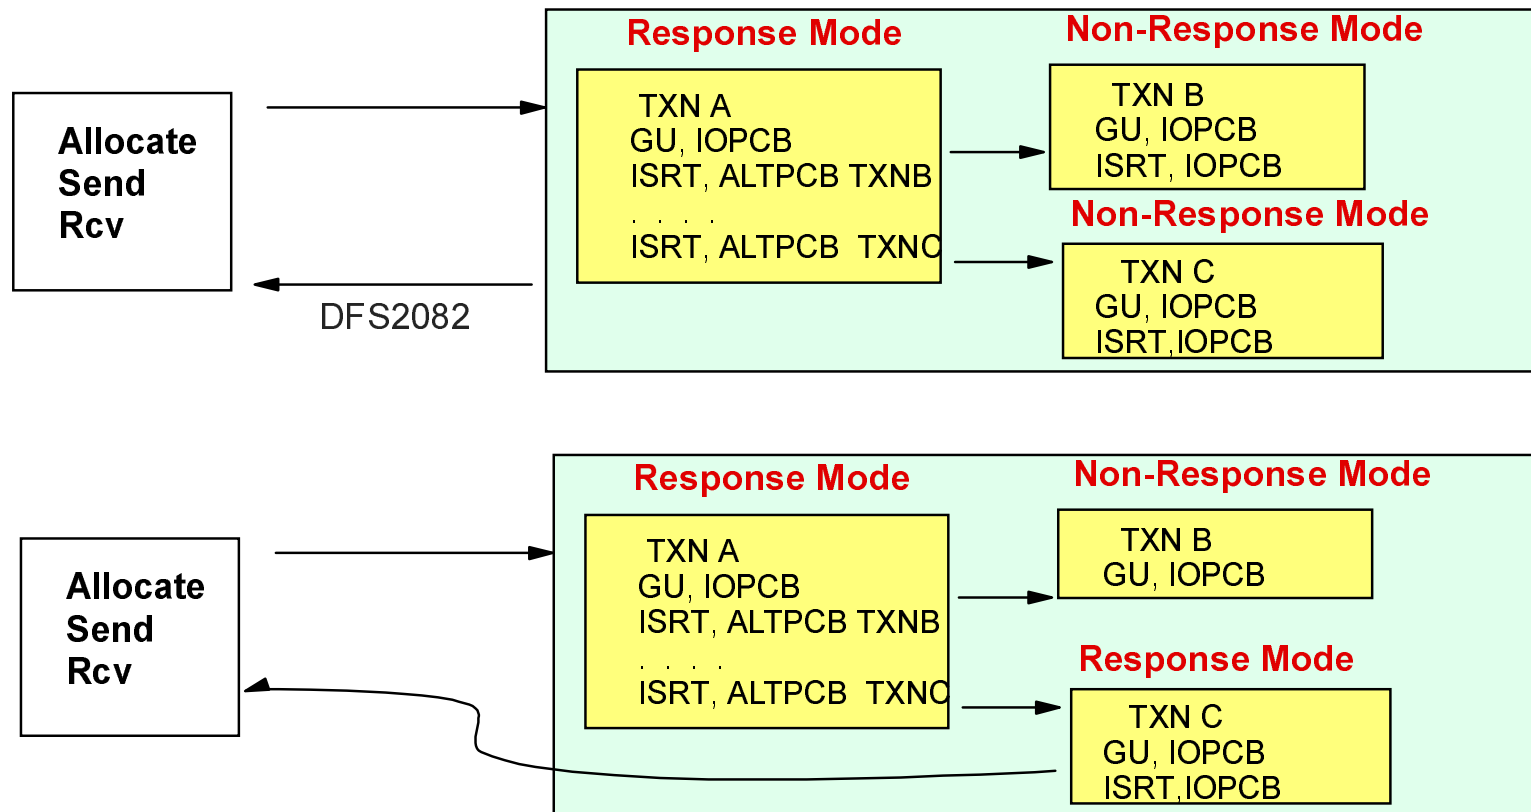 Response Mode
Non-Response Mode
Allocate
Send
Rcv
TXN A
GU, IOPCB
ISRT, ALTPCB TXNB
. . . .
ISRT, ALTPCB TXNC
TXN B
GU, IOPCB
ISRT, IOPCB
Non-Response Mode
TXN C
GU, IOPCB
ISRT,IOPCB
DFS2082
Response Mode
Non-Response Mode
Allocate
Send
Rcv
TXN A
GU, IOPCB
ISRT, ALTPCB TXNB
. . . .
ISRT, ALTPCB TXNC
TXN B
GU, IOPCB
Response Mode
TXN C
GU, IOPCB
ISRT,IOPCB